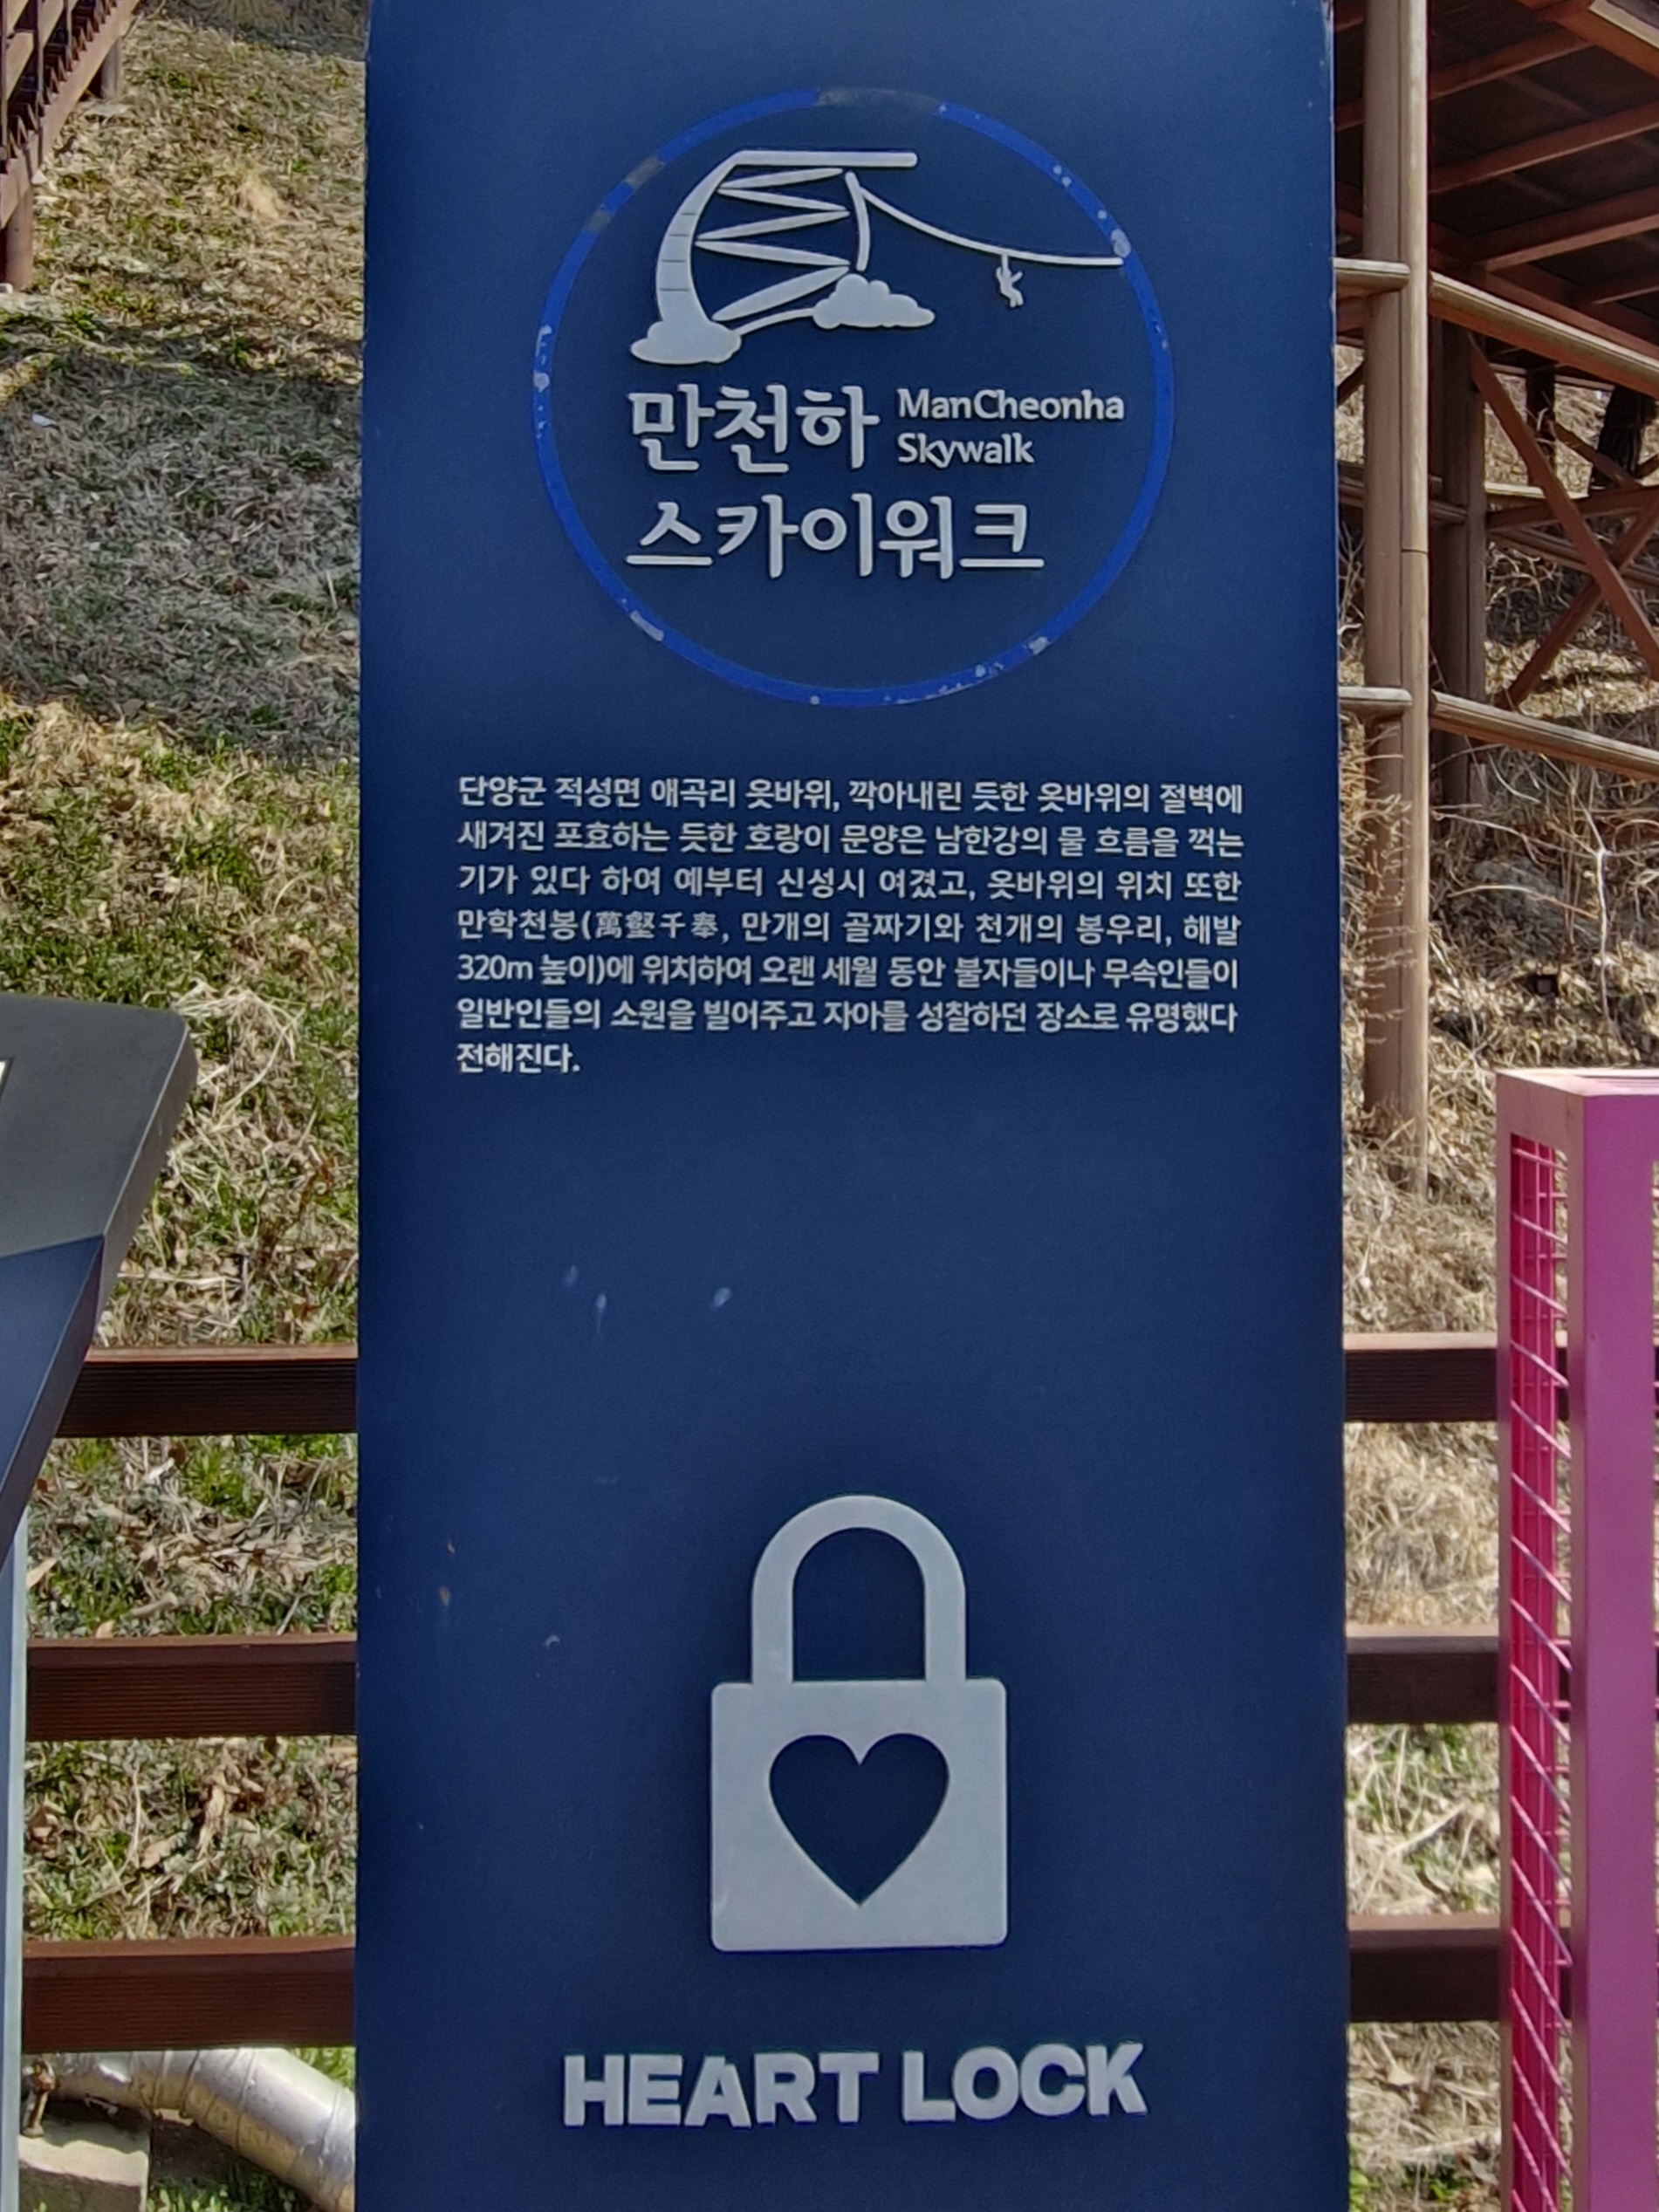 만천하 ManCheonha
Skywalk
스카이워크
단양군 적성면 애곡리 옷바위, 깍아내린 듯한 옷바위의 절벽에
새겨진 포효하는 듯한 호랑이 문양은 남한강의 물 흐름을 꺽는
기가 있다 하여 예부터 신성시 여겼고, 옷바위의 위치 또한
만학천봉(萬壑千奉, 만개의 골짜기와 천개의 봉우리, 해발
320m 높이)에 위치하여 오랜 세월 동안 불자들이나 무속인들이
일반인들의 소원을 빌어주고 자아를 성찰하던 장소로 유명했다
전해진다.
HEART LOCK